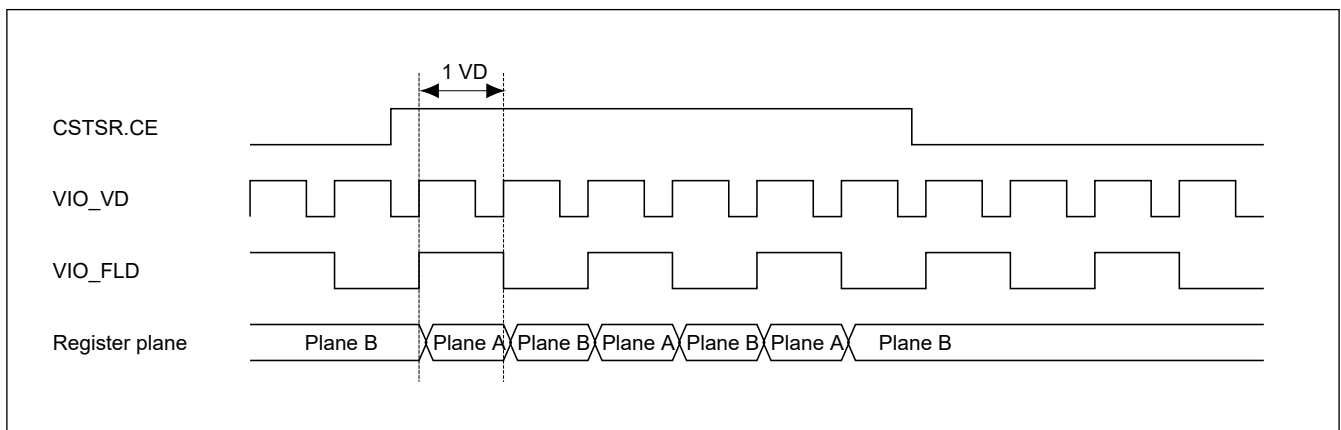 1 VD
CSTSR.CE
VIO_VD
VIO_FLD
Register plane Plane B Plane A Plane B Plane A Plane B Plane A Plane B